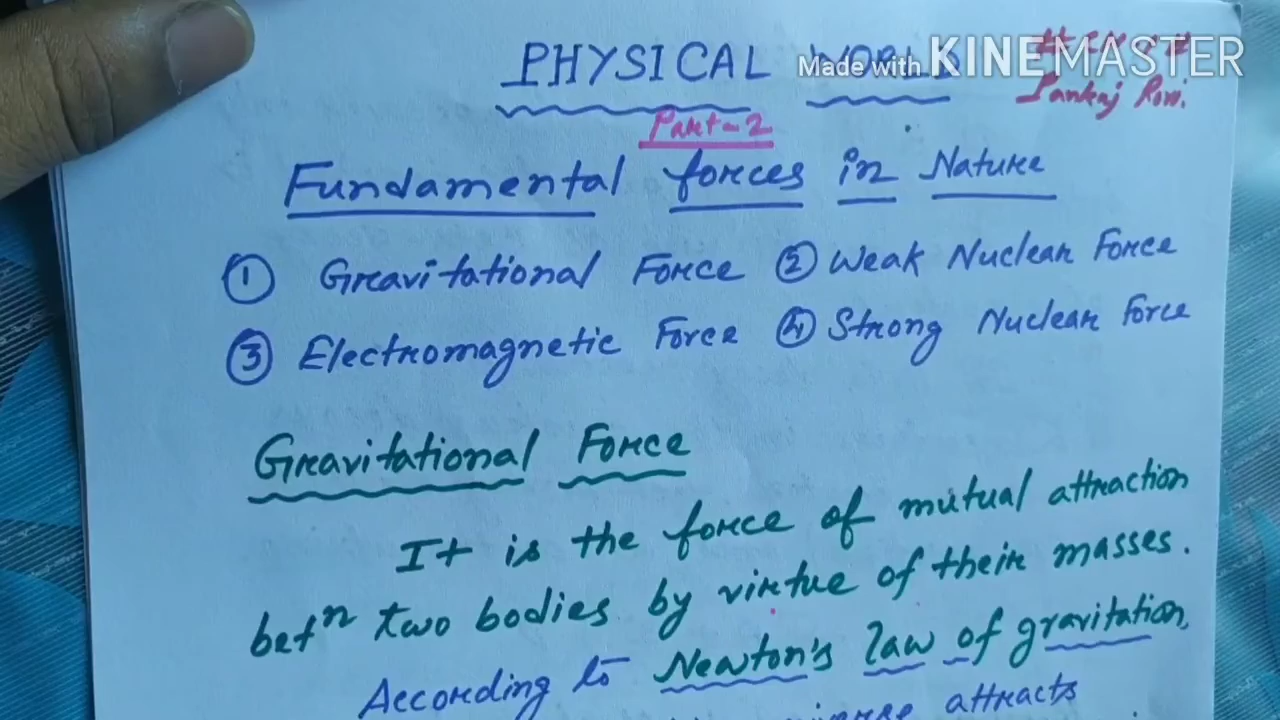 PHYSICAL WORLD
Made with KINEMASTER
Pankaj
Part-2
Fundamental forces in Nature
① Gravitational Force ② Weak Nuclear Force
③ Electromagnetic Force ④ Strong Nuclear Force
Gravitational Force
It is the force of mutual attraction
betⁿ two bodies by virtue of their masses.
According to Newton's law of gravitation,
attracts